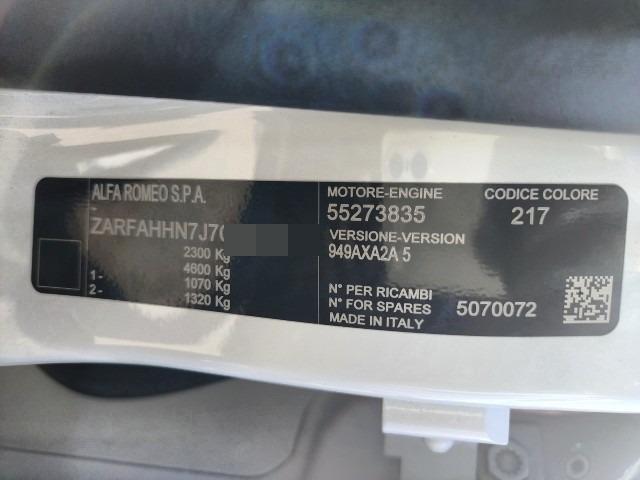 ALFA ROMEO S.P.A.
ZARFAHHN7J7
2300 Kg
4600 Kg
1- 1070 Kg
2- 1320 Kg
MOTORE-ENGINE
55273835
VERSIONE-VERSION
949AXA2A 5
CODICE COLORE
217
N° PER RICAMBI
N° FOR SPARES 5070072
MADE IN ITALY